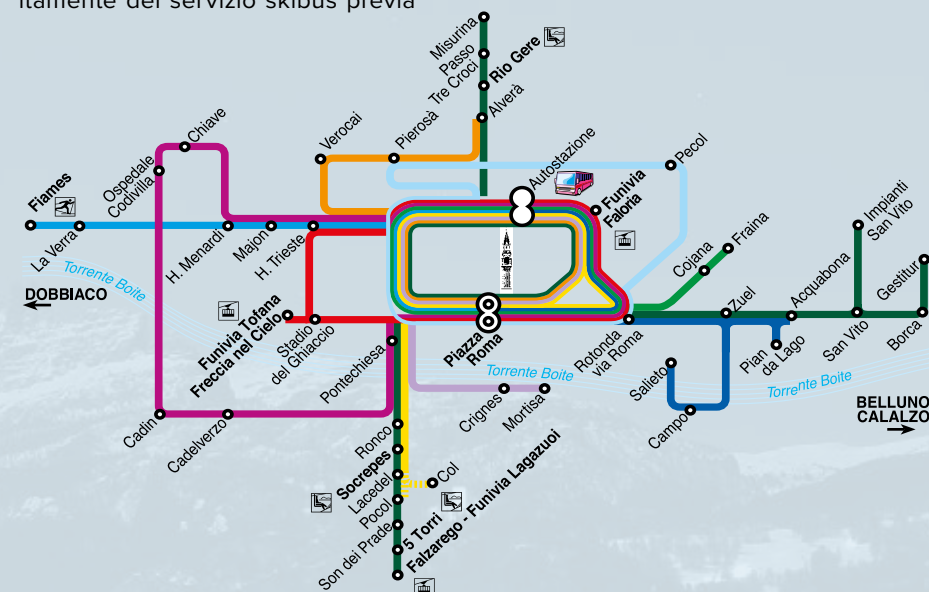 itamente del servizio skibus previa
Misurina
Passo
Tre Croci
Rio Gere
Alverà
Autostazione
Chiave
Verocai
Pierosà
Pecol
Ospedale
Codivilla
Fiames
La Verra
H. Menardi
Majon
H. Trieste
Funivia
Faloria
Cojana
Fraina
Impianti
San Vito
Gestitur
Torrente Boite
DOBBIACO
Funivia Tofana
Freccia nel Cielo
Stadio
del Ghiaccio
Pontechiesa
Piazza
Roma
Rotonda
via Roma
Zuel
Acquabona
Pian
da Lago
San Vito
Borca
Torrente Boite
Saileto
Campo
Torrente Boite
BELLUNO
CALALZO
Cadin
Cadelverzo
Crignes
Mortisa
Ronco
Socrepes
Lacedel
Col
Pocol
Son dei Prade
5 Torri
Falzarego - Funivia Lagazuoi